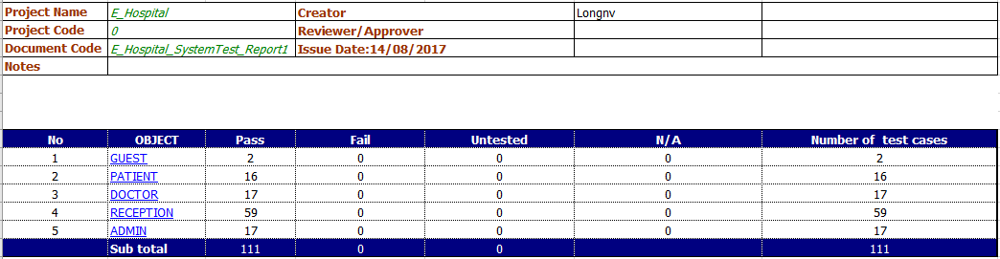 Project Name E_Hospital Creator Longnv
Project Code 0 Reviewer/Approver
Document Code E_Hospital_SystemTest_Report1 Issue Date:14/08/2017
Notes
No OBJECT Pass Fail Untested N/A Number of test cases
1 GUEST 2 0 0 0 2
2 PATIENT 16 0 0 0 16
3 DOCTOR 17 0 0 0 17
4 RECEPTION 59 0 0 0 59
5 ADMIN 17 0 0 0 17
Sub total 111 0 0 111